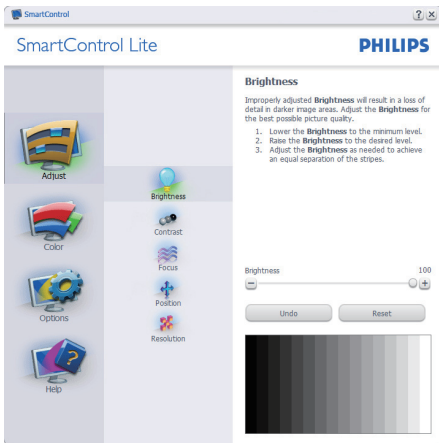 SmartControl
SmartControl Lite
PHILIPS
Adjust
Color
Options
Help
Brightness
Contrast
Focus
Position
Resolution
Brightness
Improperly adjusted Brightness will result in a loss of
detail in darker image areas. Adjust the Brightness for
the best possible picture quality.
1. Lower the Brightness to the minimum level.
2. Raise the Brightness to the desired level.
3. Adjust the Brightness as needed to achieve
an equal separation of the stripes.
Brightness 100
Undo Reset